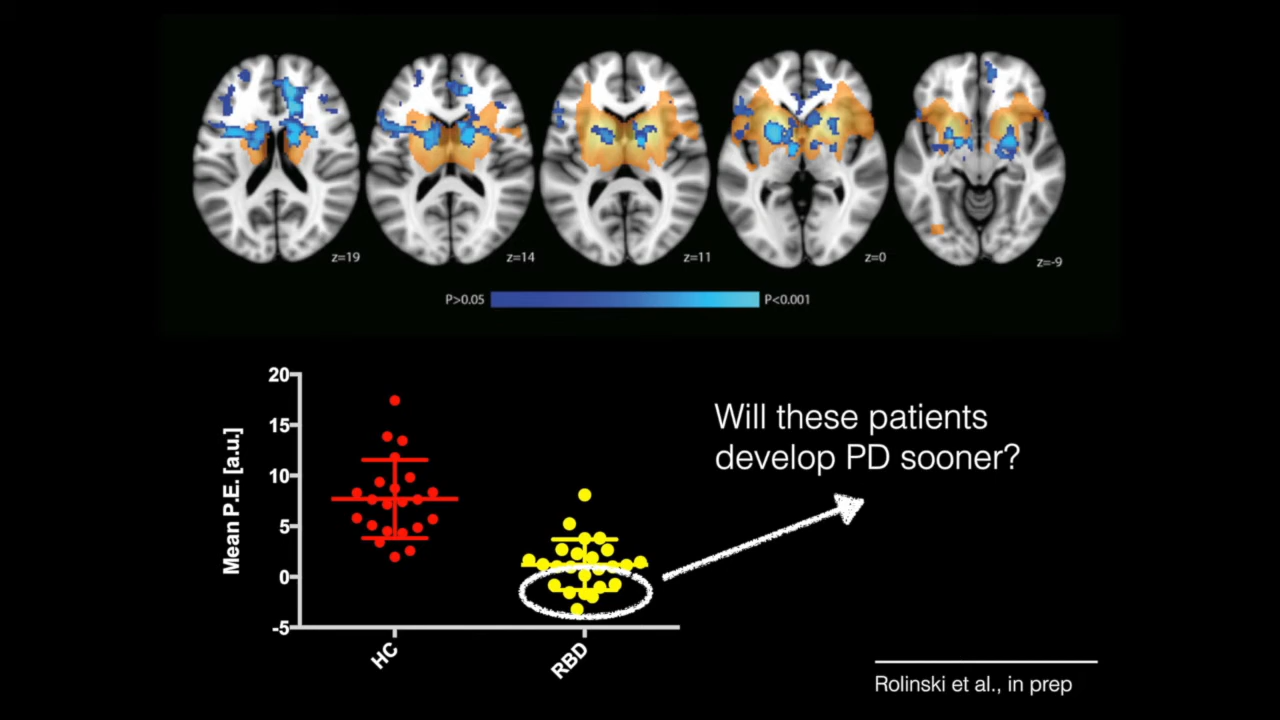 z=19
z=14
z=11
z=0
z=-9
P>0.05
P<0.001
20
15
10
5
0
-5
Mean P.E. [a.u.]
HC
RBD
Will these patients
develop PD sooner?
Rolinski et al., in prep